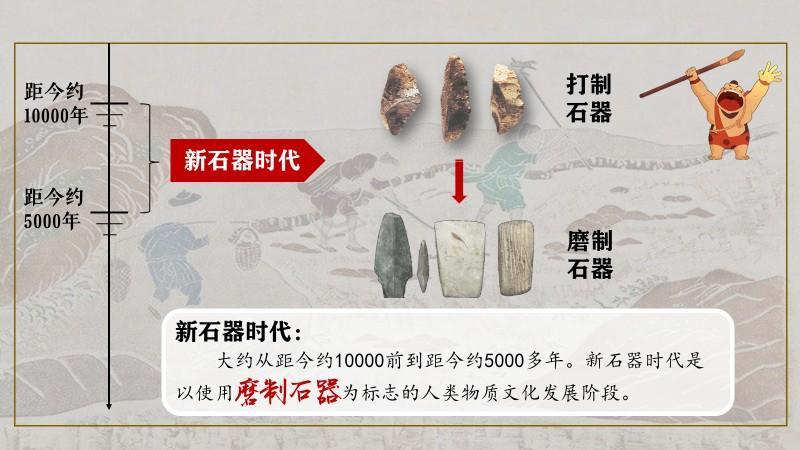 距今约
10000年
距今约
5000年
新石器时代
打制
石器
磨制
石器
新石器时代：
大约从距今约10000前到距今约5000多年。新石器时代是
以使用磨制石器为标志的人类物质文化发展阶段。